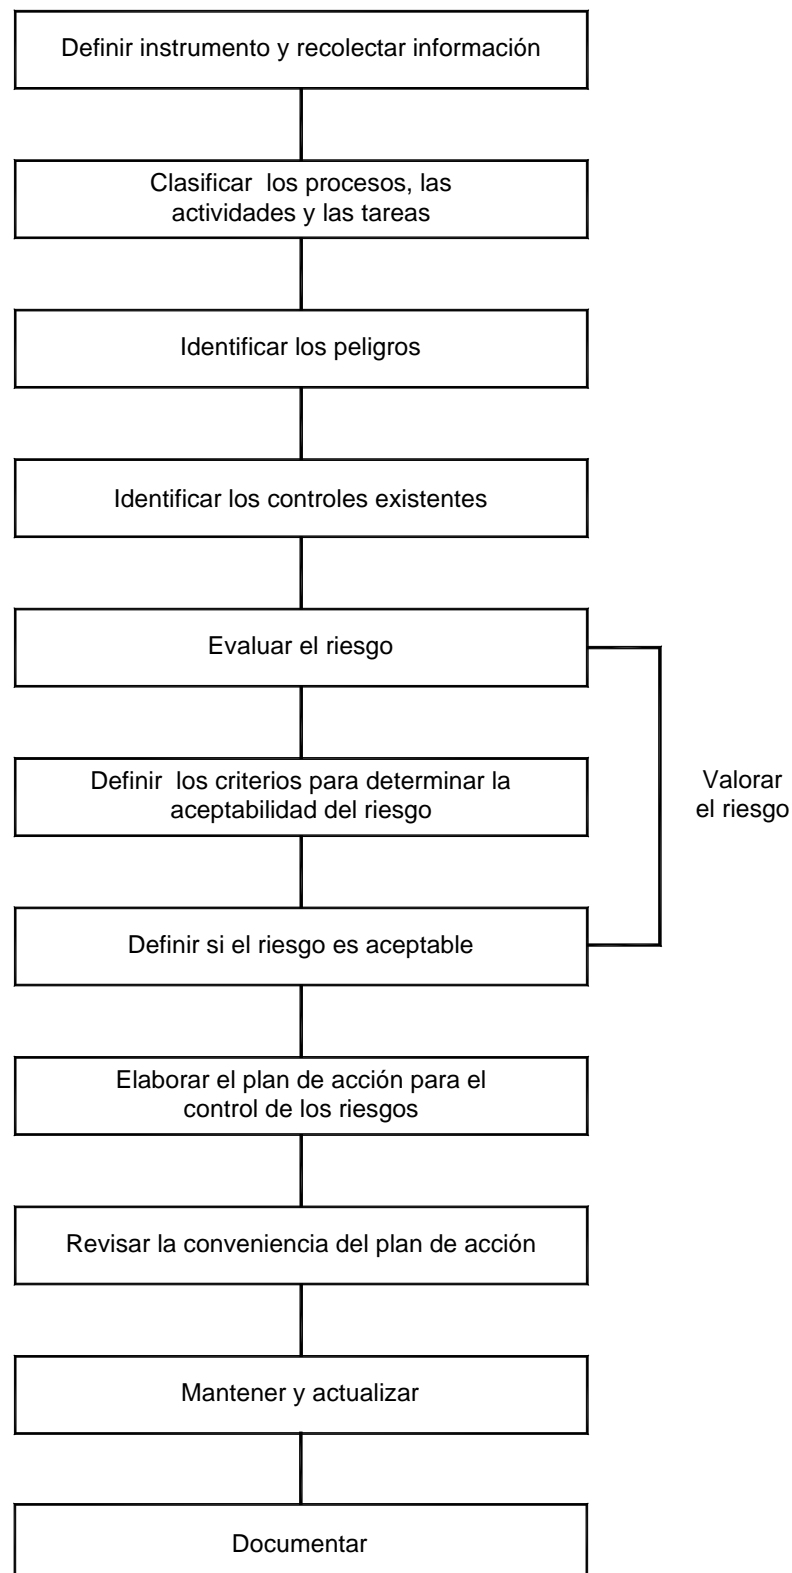 Definir instrumento y recolectar información
Clasificar los procesos, las
actividades y las tareas
Identificar los peligros
Identificar los controles existentes
Evaluar el riesgo
Definir los criterios para determinar la
aceptabilidad del riesgo
Valorar
el riesgo
Definir si el riesgo es aceptable
Elaborar el plan de acción para el
control de los riesgos
Revisar la conveniencia del plan de acción
Mantener y actualizar
Documentar